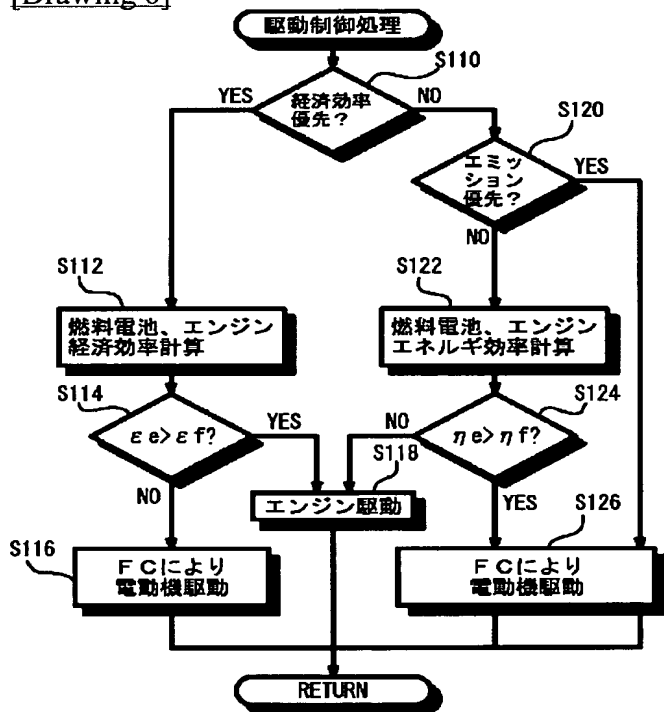 [Drawing 6]
駆動制御処理
S110
YES
経済効率
優先?
NO
S120
エミッ
ション
優先?
YES
NO
S112
燃料電池、エンジン
経済効率計算
S122
燃料電池、エンジン
エネルギ効率計算
S114
εe>εf?
YES
NO
S124
ηe>ηf?
NO
YES
S118
エンジン駆動
S116
FCにより
電動機駆動
S126
FCにより
電動機駆動
RETURN